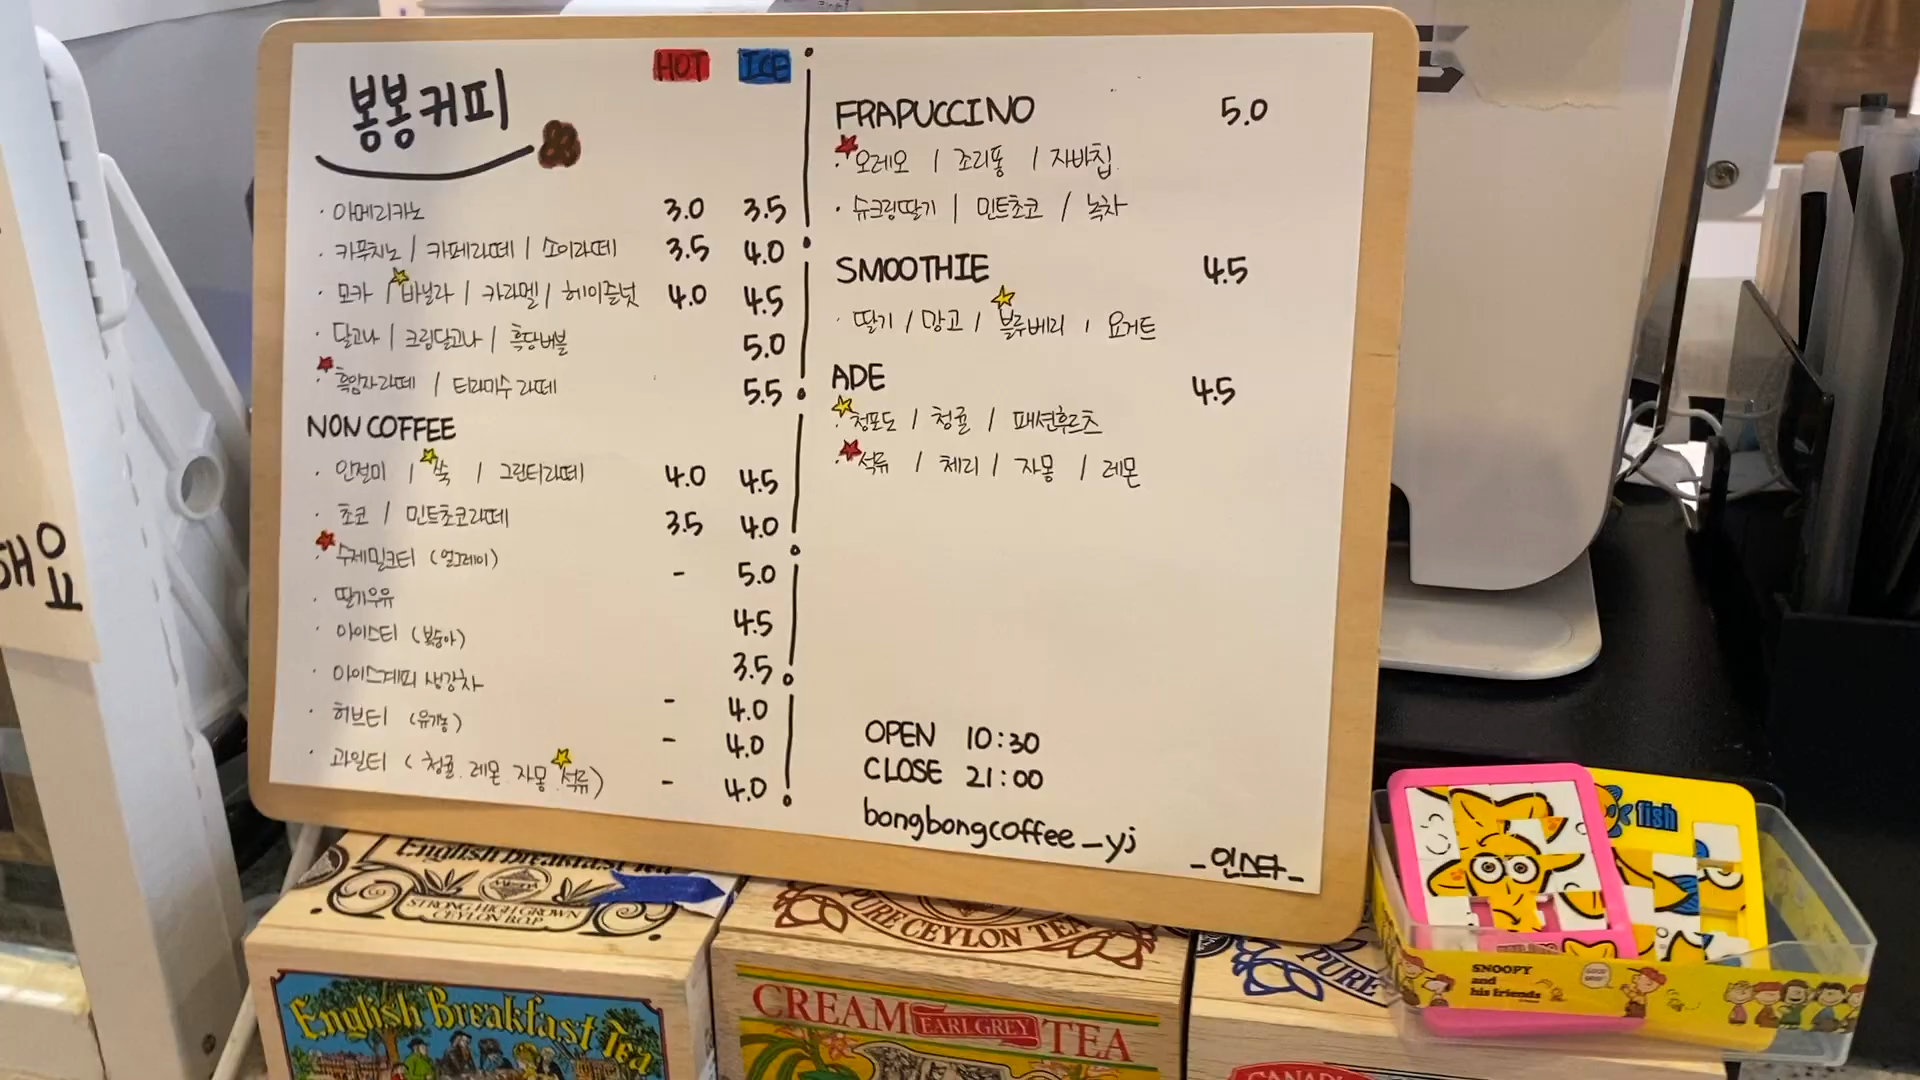 봉봉커피
HOT ICE
· 아메리카노 3.0 3.5
· 카푸치노 / 카페라떼 / 소이라떼 3.5 4.0
· 모카 / 바닐라 / 카라멜 / 헤이즐넛 4.0 4.5
· 달고나 / 크림달고나 / 흑당버블 5.0
· 흑임자라떼 / 티라미수라떼 5.5
NON COFFEE
· 인절미 / 쑥 / 그린티라떼 4.0 4.5
· 초코 / 민트초코라떼 3.5 4.0
· 수제밀크티 (얼그레이) - 5.0
· 딸기우유 4.5
· 아이스티 (복숭아) 3.5
· 아이스계피 생강차 - 4.0
· 허브티 (유기농) - 4.0
· 과일티 (청귤. 레몬. 자몽. 석류) - 4.0
FRAPUCCINO 5.0
· 오레오 / 조리퐁 / 자바칩
· 슈크림딸기 / 민트초코 / 녹차
SMOOTHIE 4.5
· 딸기 / 망고 / 블루베리 / 요거트
ADE 4.5
· 청포도 / 청귤 / 패션후르츠
· 석류 / 체리 / 자몽 / 레몬
OPEN 10:30
CLOSE 21:00
bongbongcoffee_yj
-인스타-
해요
English Breakfast Tea
STRONG HIGH GROWN
CEYLON B.O.P
English Breakfast Tea
PURE CEYLON TEA
CREAM EARL GREY TEA
PURE
fish
SNOOPY
and
his friends